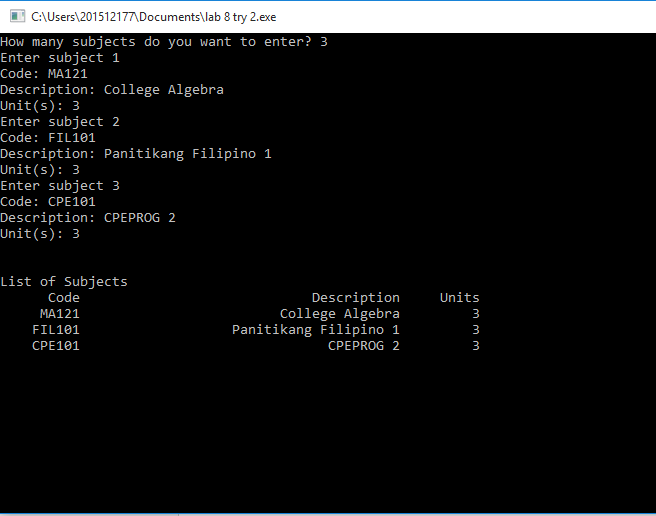 C:\Users\201512177\Documents\lab 8 try 2.exe
How many subjects do you want to enter? 3
Enter subject 1
Code: MA121
Description: College Algebra
Unit(s): 3
Enter subject 2
Code: FIL101
Description: Panitikang Filipino 1
Unit(s): 3
Enter subject 3
Code: CPE101
Description: CPEPROG 2
Unit(s): 3
List of Subjects
Code Description Units
MA121 College Algebra 3
FIL101 Panitikang Filipino 1 3
CPE101 CPEPROG 2 3